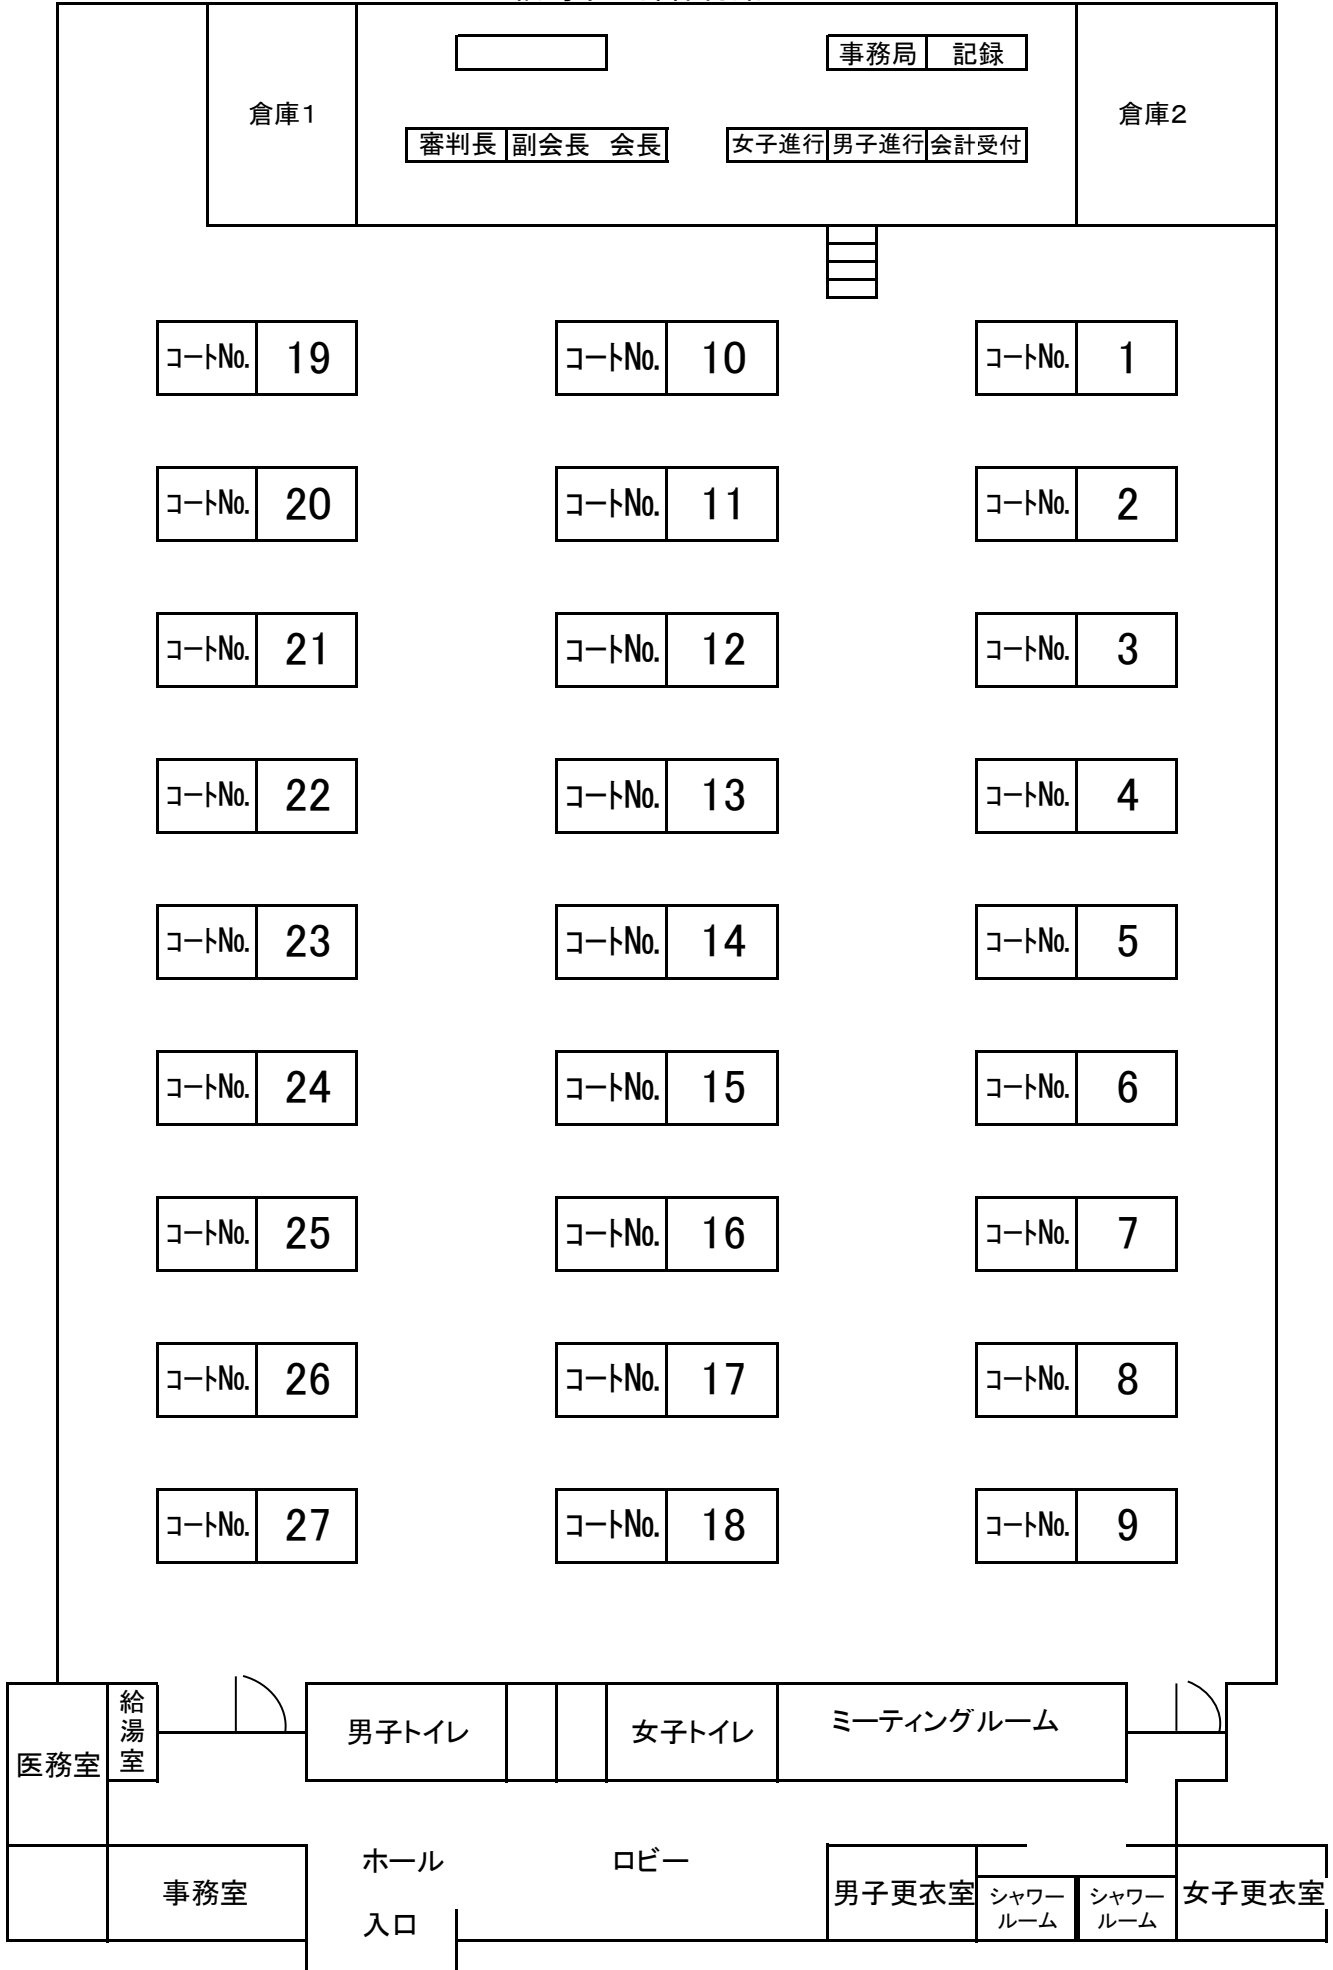 事務局 記録
倉庫1
倉庫2
審判長 副会長 会長
女子進行 男子進行 会計受付
コートNo. 19
コートNo. 10
コートNo. 1
コートNo. 20
コートNo. 11
コートNo. 2
コートNo. 21
コートNo. 12
コートNo. 3
コートNo. 22
コートNo. 13
コートNo. 4
コートNo. 23
コートNo. 14
コートNo. 5
コートNo. 24
コートNo. 15
コートNo. 6
コートNo. 25
コートNo. 16
コートNo. 7
コートNo. 26
コートNo. 17
コートNo. 8
コートNo. 27
コートNo. 18
コートNo. 9
給湯室
医務室
男子トイレ
女子トイレ
ミーティングルーム
ホール
ロビー
事務室
入口
男子更衣室
シャワー
ルーム
シャワー
ルーム
女子更衣室